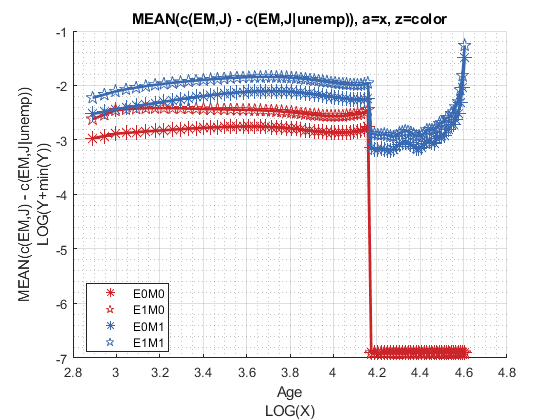 MEAN(c(EM,J) - c(EM,J|unemp)), a=x, z=color
MEAN(c(EM,J) - c(EM,J|unemp))
LOG(Y+min(Y))
-1
-2
-3
-4
-5
-6
-7
E0M0
E1M0
E0M1
E1M1
2.8 3 3.2 3.4 3.6 3.8 4 4.2 4.4 4.6 4.8
Age
LOG(X)